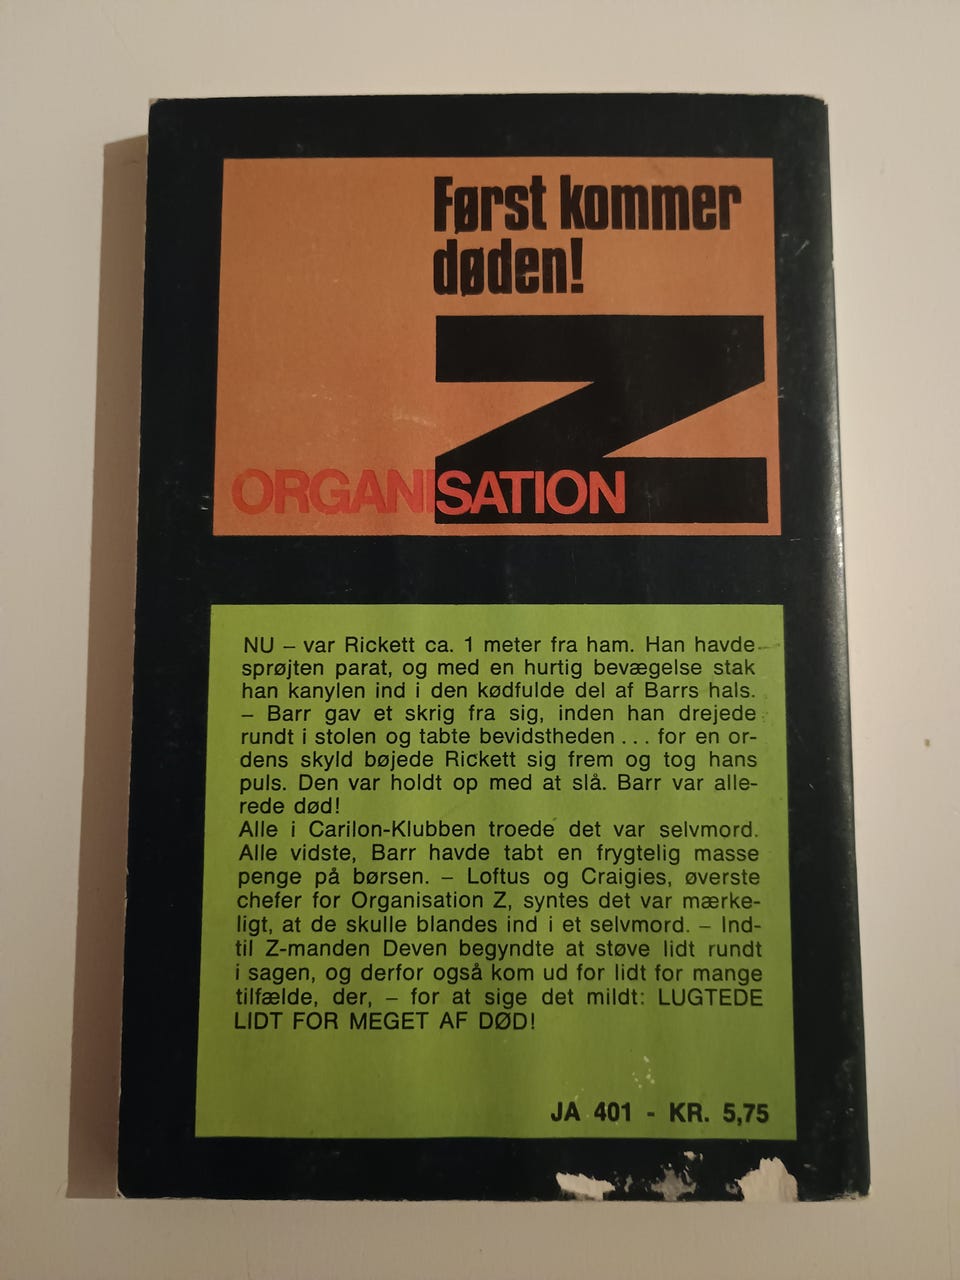 Først kommer
døden!
Z
ORGANISATION
NU – var Rickett ca. 1 meter fra ham. Han havde
sprøjten parat, og med en hurtig bevægelse stak
han kanylen ind i den kødfulde del af Barrs hals.
– Barr gav et skrig fra sig, inden han drejede
rundt i stolen og tabte bevidstheden . . . for en or-
dens skyld bøjede Rickett sig frem og tog hans
puls. Den var holdt op med at slå. Barr var alle-
rede død!
Alle i Carilon-Klubben troede det var selvmord.
Alle vidste, Barr havde tabt en frygtelig masse
penge på børsen. – Loftus og Craigies, øverste
chefer for Organisation Z, syntes det var mærke-
ligt, at de skulle blandes ind i et selvmord. – Ind-
til Z-manden Deven begyndte at støve lidt rundt
i sagen, og derfor også kom ud for lidt for mange
tilfælde, der, – for at sige det mildt: LUGTEDE
LIDT FOR MEGET AF DØD!
JA 401 - KR. 5,75